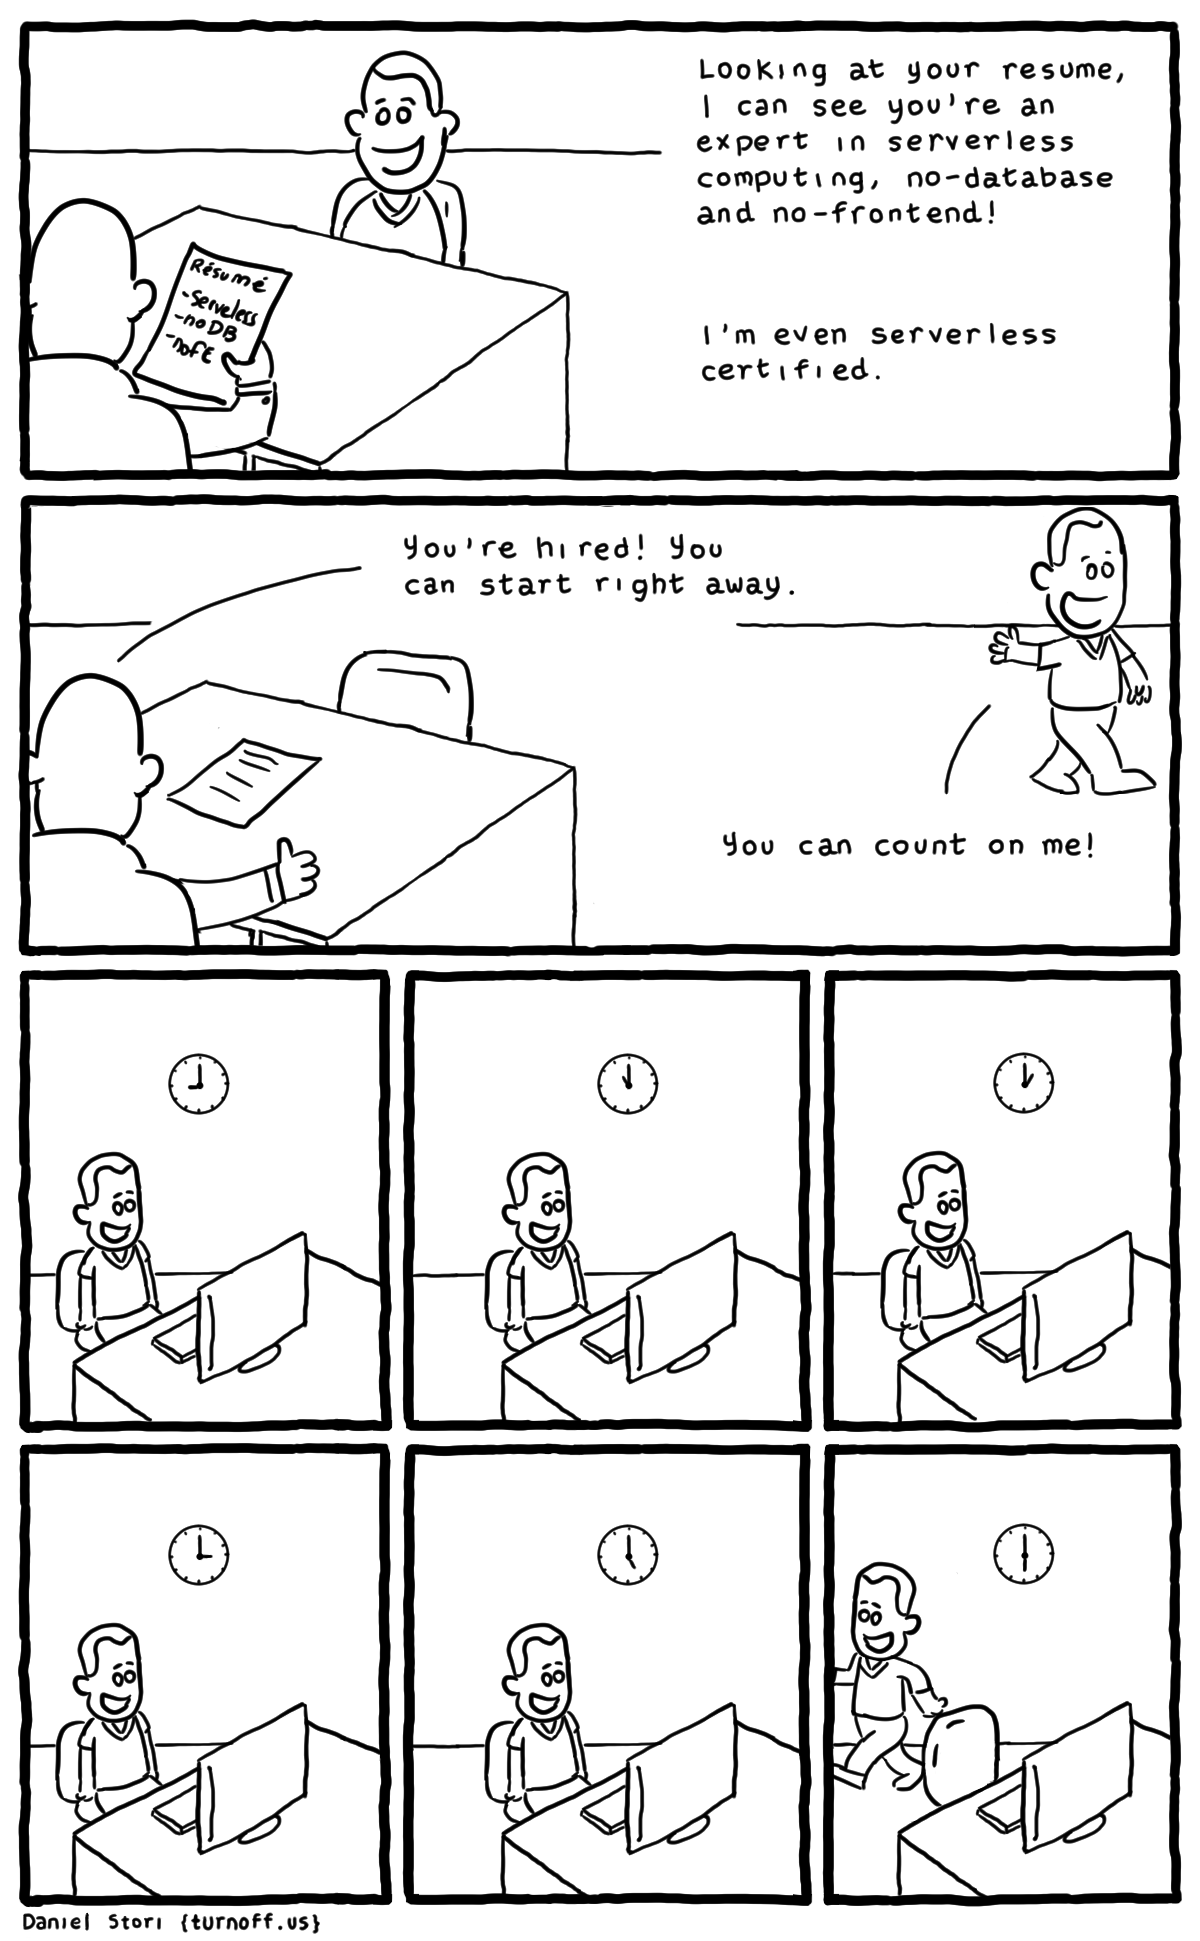 Looking at your resume,
I can see you're an
expert in serverless
computing, no-database
and no-frontend!
Résumé
-Serveless
-no DB
-noFE
I'm even serverless
certified.
You're hired! You
can start right away.
You can count on me!
Daniel Stori {turnoff.us}